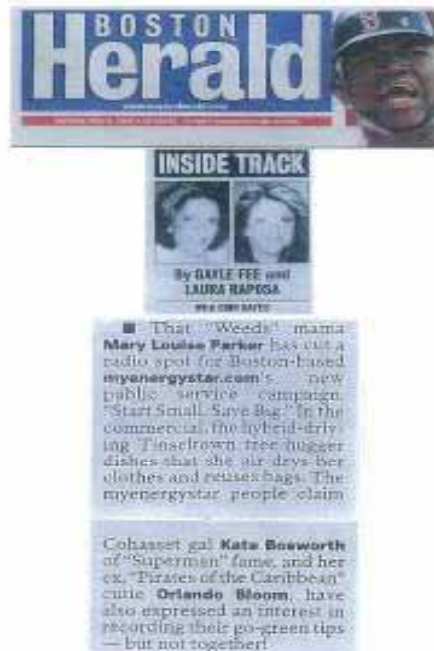 BOSTON
Herald
INSIDE TRACK
By GAYLE FEE and
LAURA RAPOSA
■ That "Weeds" mama
Mary Louise Parker has cut a
radio spot for Boston-based
myenergystar.com's new
public service campaign,
"Start Small. Save Big." In the
commercial, the hybrid-driv-
ing Tinseltown tree hugger
dishes that she air drys her
clothes and reuses bags. The
myenergystar people claim
Cohasset gal Kate Bosworth
of "Superman" fame, and her
ex, "Pirates of the Caribbean"
cutie Orlando Bloom, have
also expressed an interest in
recording their go-green tips
— but not together!